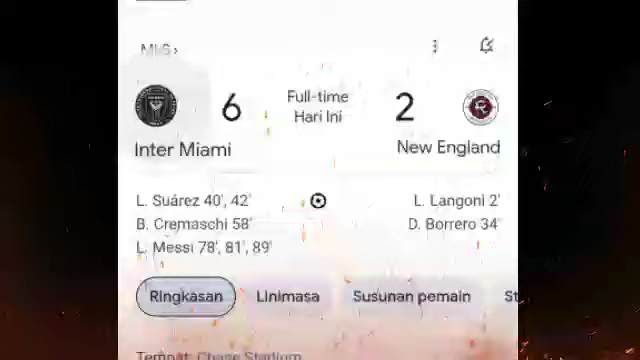 MLS ›
6 Full-time 2
Hari Ini
Inter Miami New England
L. Suárez 40', 42' L. Langoni 2'
B. Cremaschi 58' D. Borrero 34'
L. Messi 78', 81', 89'
Ringkasan Linimasa Susunan pemain St
Tempat: Chase Stadium